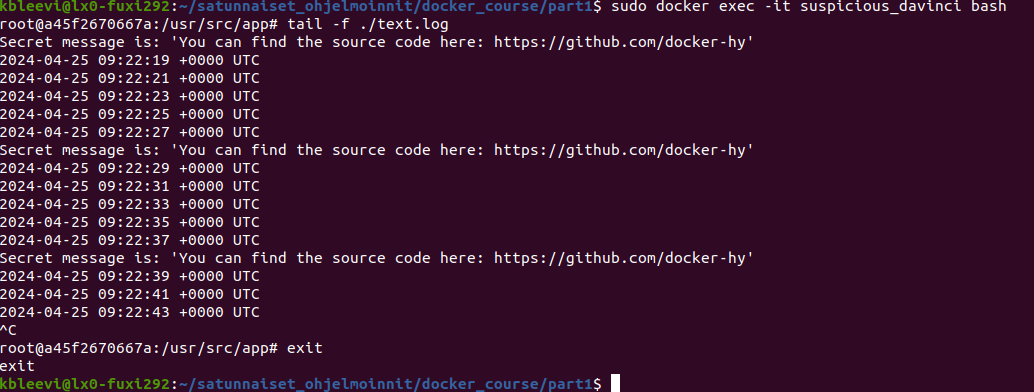 kbleevi@lx0-fuxi292:~/satunnaiset_ohjelmoinnit/docker_course/part1$ sudo docker exec -it suspicious_davinci bash
root@a45f2670667a:/usr/src/app# tail -f ./text.log
Secret message is: 'You can find the source code here: https://github.com/docker-hy'
2024-04-25 09:22:19 +0000 UTC
2024-04-25 09:22:21 +0000 UTC
2024-04-25 09:22:23 +0000 UTC
2024-04-25 09:22:25 +0000 UTC
2024-04-25 09:22:27 +0000 UTC
Secret message is: 'You can find the source code here: https://github.com/docker-hy'
2024-04-25 09:22:29 +0000 UTC
2024-04-25 09:22:31 +0000 UTC
2024-04-25 09:22:33 +0000 UTC
2024-04-25 09:22:35 +0000 UTC
2024-04-25 09:22:37 +0000 UTC
Secret message is: 'You can find the source code here: https://github.com/docker-hy'
2024-04-25 09:22:39 +0000 UTC
2024-04-25 09:22:41 +0000 UTC
2024-04-25 09:22:43 +0000 UTC
^C
root@a45f2670667a:/usr/src/app# exit
exit
kbleevi@lx0-fuxi292:~/satunnaiset_ohjelmoinnit/docker_course/part1$